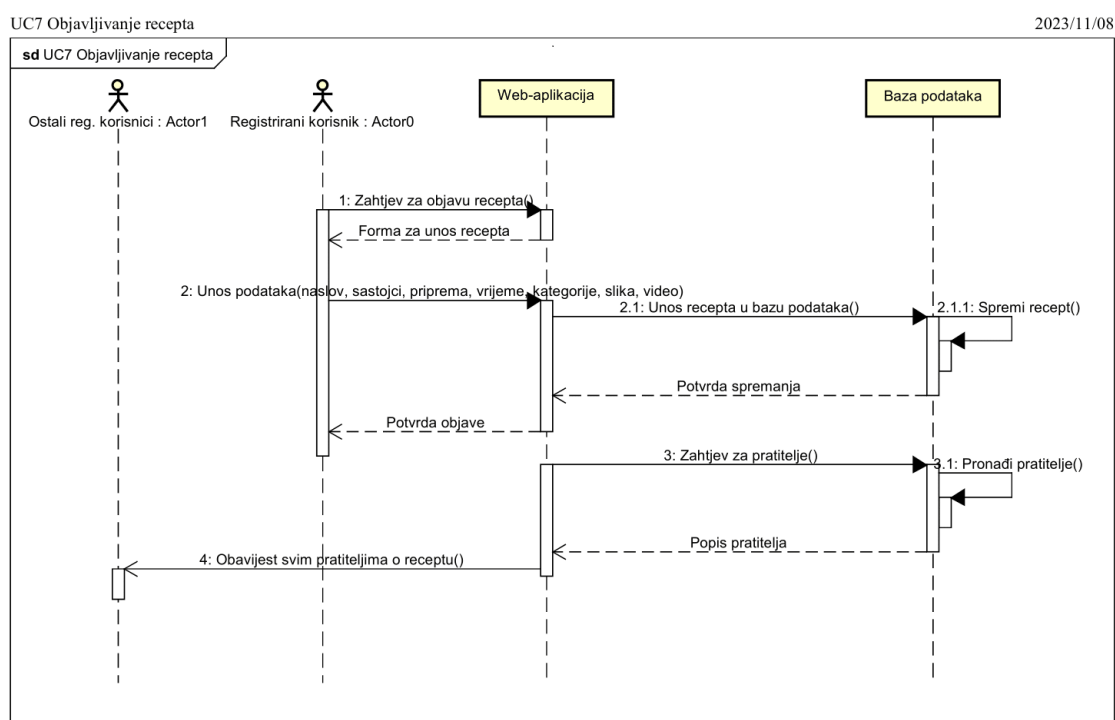 UC7 Objavljivanje recepta
2023/11/08
sd UC7 Objavljivanje recepta
Ostali reg. korisnici : Actor1
Registrirani korisnik : Actor0
Web-aplikacija
Baza podataka
1: Zahtjev za objavu recepta()
Forma za unos recepta
2: Unos podataka(naslov, sastojci, priprema, vrijeme, kategorije, slika, video)
2.1: Unos recepta u bazu podataka()
2.1.1: Spremi recept()
Potvrda spremanja
Potvrda objave
3: Zahtjev za pratitelje()
3.1: Pronađi pratitelje()
Popis pratitelja
4: Obavijest svim pratiteljima o receptu()